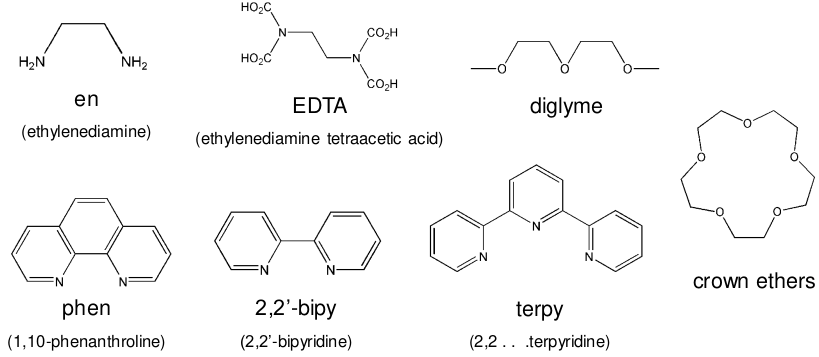 HO₂C
HO₂C
N
N
CO₂H
CO₂H
H₂N
NH₂
en
(ethylenediamine)
EDTA
(ethylenediamine tetraacetic acid)
O
O
O
diglyme
O
O
O
O
O
crown ethers
N
N
phen
(1,10-phenanthroline)
N
N
2,2'-bipy
(2,2'-bipyridine)
N
N
N
terpy
(2,2 . . .terpyridine)